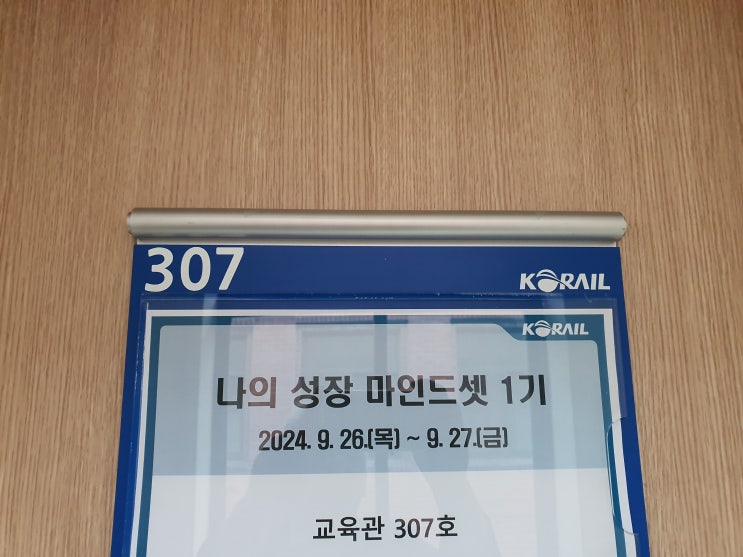 307
KORAIL
KORAIL
나의 성장 마인드셋 1기
2024. 9. 26.(목) ~ 9. 27.(금)
교육관 307호